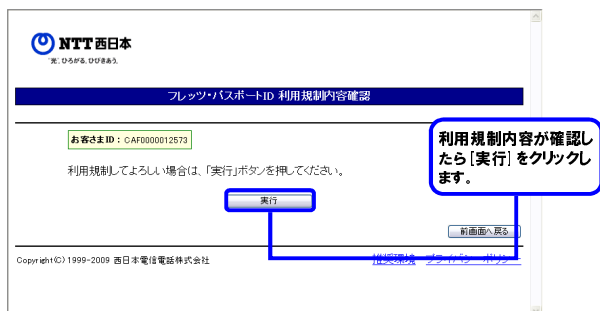 NTT西日本
光、ひろがる、ひびきあう。
フレッツ・パスポートID 利用規制内容確認
お客さまID：CAF0000012573
利用規制してよろしい場合は、「実行」ボタンを押してください。
実行
利用規制内容が確認し
たら[実行]をクリックし
ます。
前画面へ戻る
Copyright(C) 1999-2009 西日本電信電話株式会社
推奨環境 プライバシーポリシー